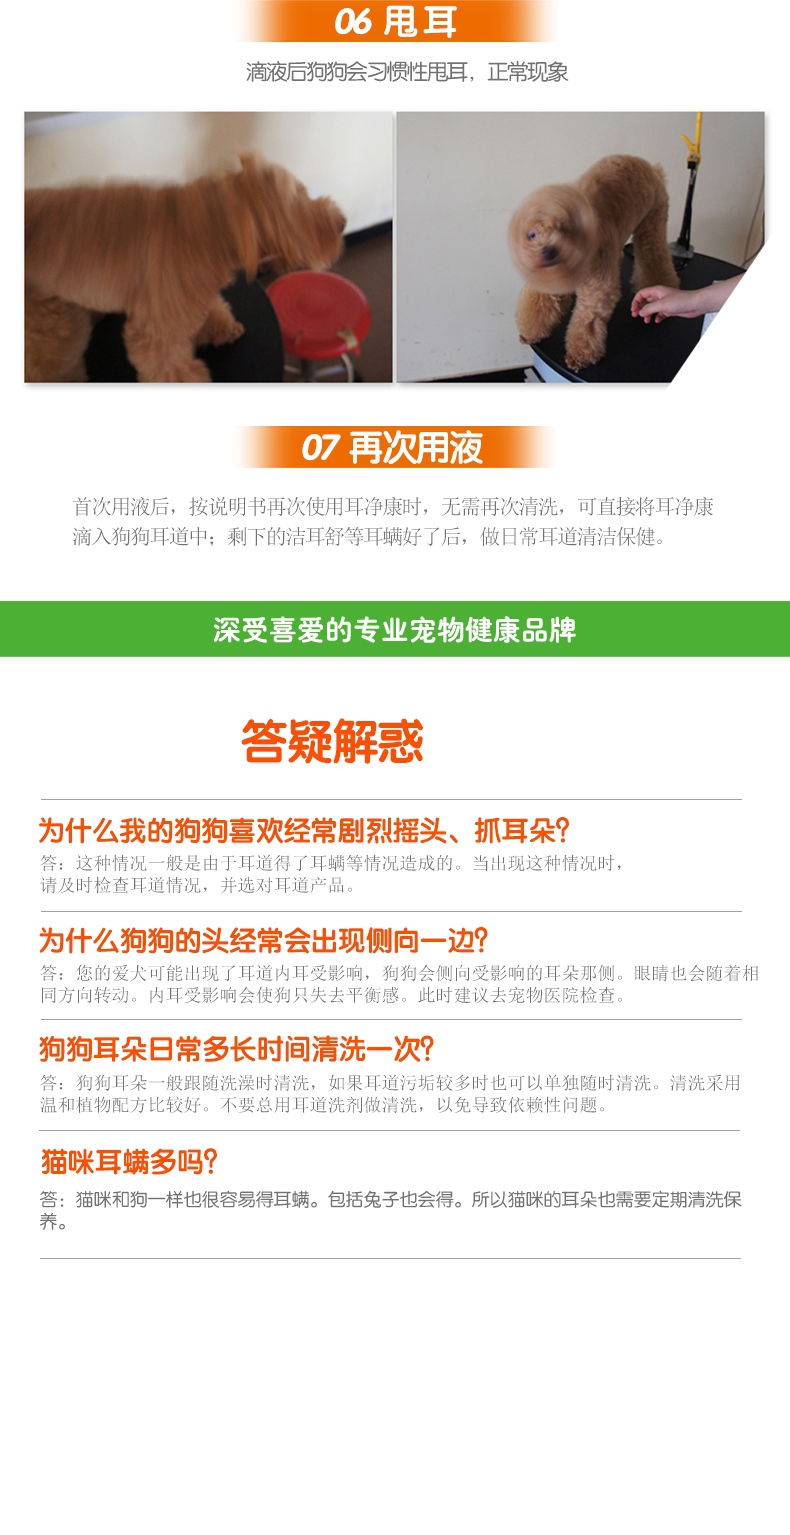 06 甩耳
滴液后狗狗会习惯性甩耳，正常现象
07 再次用液
首次用液后，按说明书再次使用耳净康时，无需再次清洗，可直接将耳净康
滴入狗狗耳道中；剩下的洁耳舒等耳螨好了后，做日常耳道清洁保健。
深受喜爱的专业宠物健康品牌
答疑解惑
为什么我的狗狗喜欢经常剧烈摇头、抓耳朵？
答：这种情况一般是由于耳道得了耳螨等情况造成的。当出现这种情况时，
请及时检查耳道情况，并选对耳道产品。
为什么狗狗的头经常会出现侧向一边？
答：您的爱犬可能出现了耳道内耳受影响，狗狗会侧向受影响的耳朵那侧。眼睛也会随着相
同方向转动。内耳受影响会使狗只失去平衡感。此时建议去宠物医院检查。
狗狗耳朵日常多长时间清洗一次？
答：狗狗耳朵一般跟随洗澡时清洗，如果耳道污垢较多时也可以单独随时清洗。清洗采用
温和植物配方比较好。不要总用耳道洗剂做清洗，以免导致依赖性问题。
猫咪耳螨多吗？
答：猫咪和狗一样也很容易得耳螨。包括兔子也会得。所以猫咪的耳朵也需要定期清洗保
养。